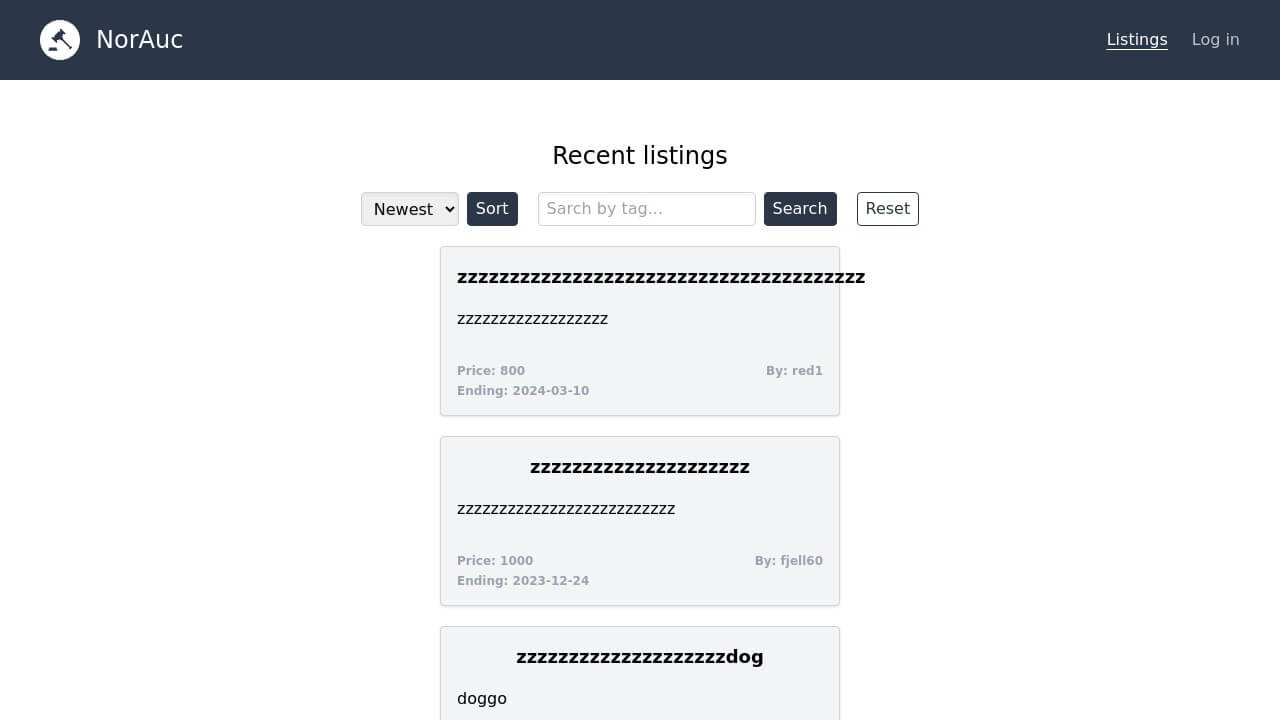 NorAuc
Listings
Log in
Recent listings
Newest
Sort
Sarch by tag...
Search
Reset
zzzzzzzzzzzzzzzzzzzzzzzzzzzzzzzzzzzzzzz
zzzzzzzzzzzzzzzzzz
Price: 800
By: red1
Ending: 2024-03-10
zzzzzzzzzzzzzzzzzzzzz
zzzzzzzzzzzzzzzzzzzzzzzzzz
Price: 1000
By: fjell60
Ending: 2023-12-24
zzzzzzzzzzzzzzzzzzzzdog
doggo